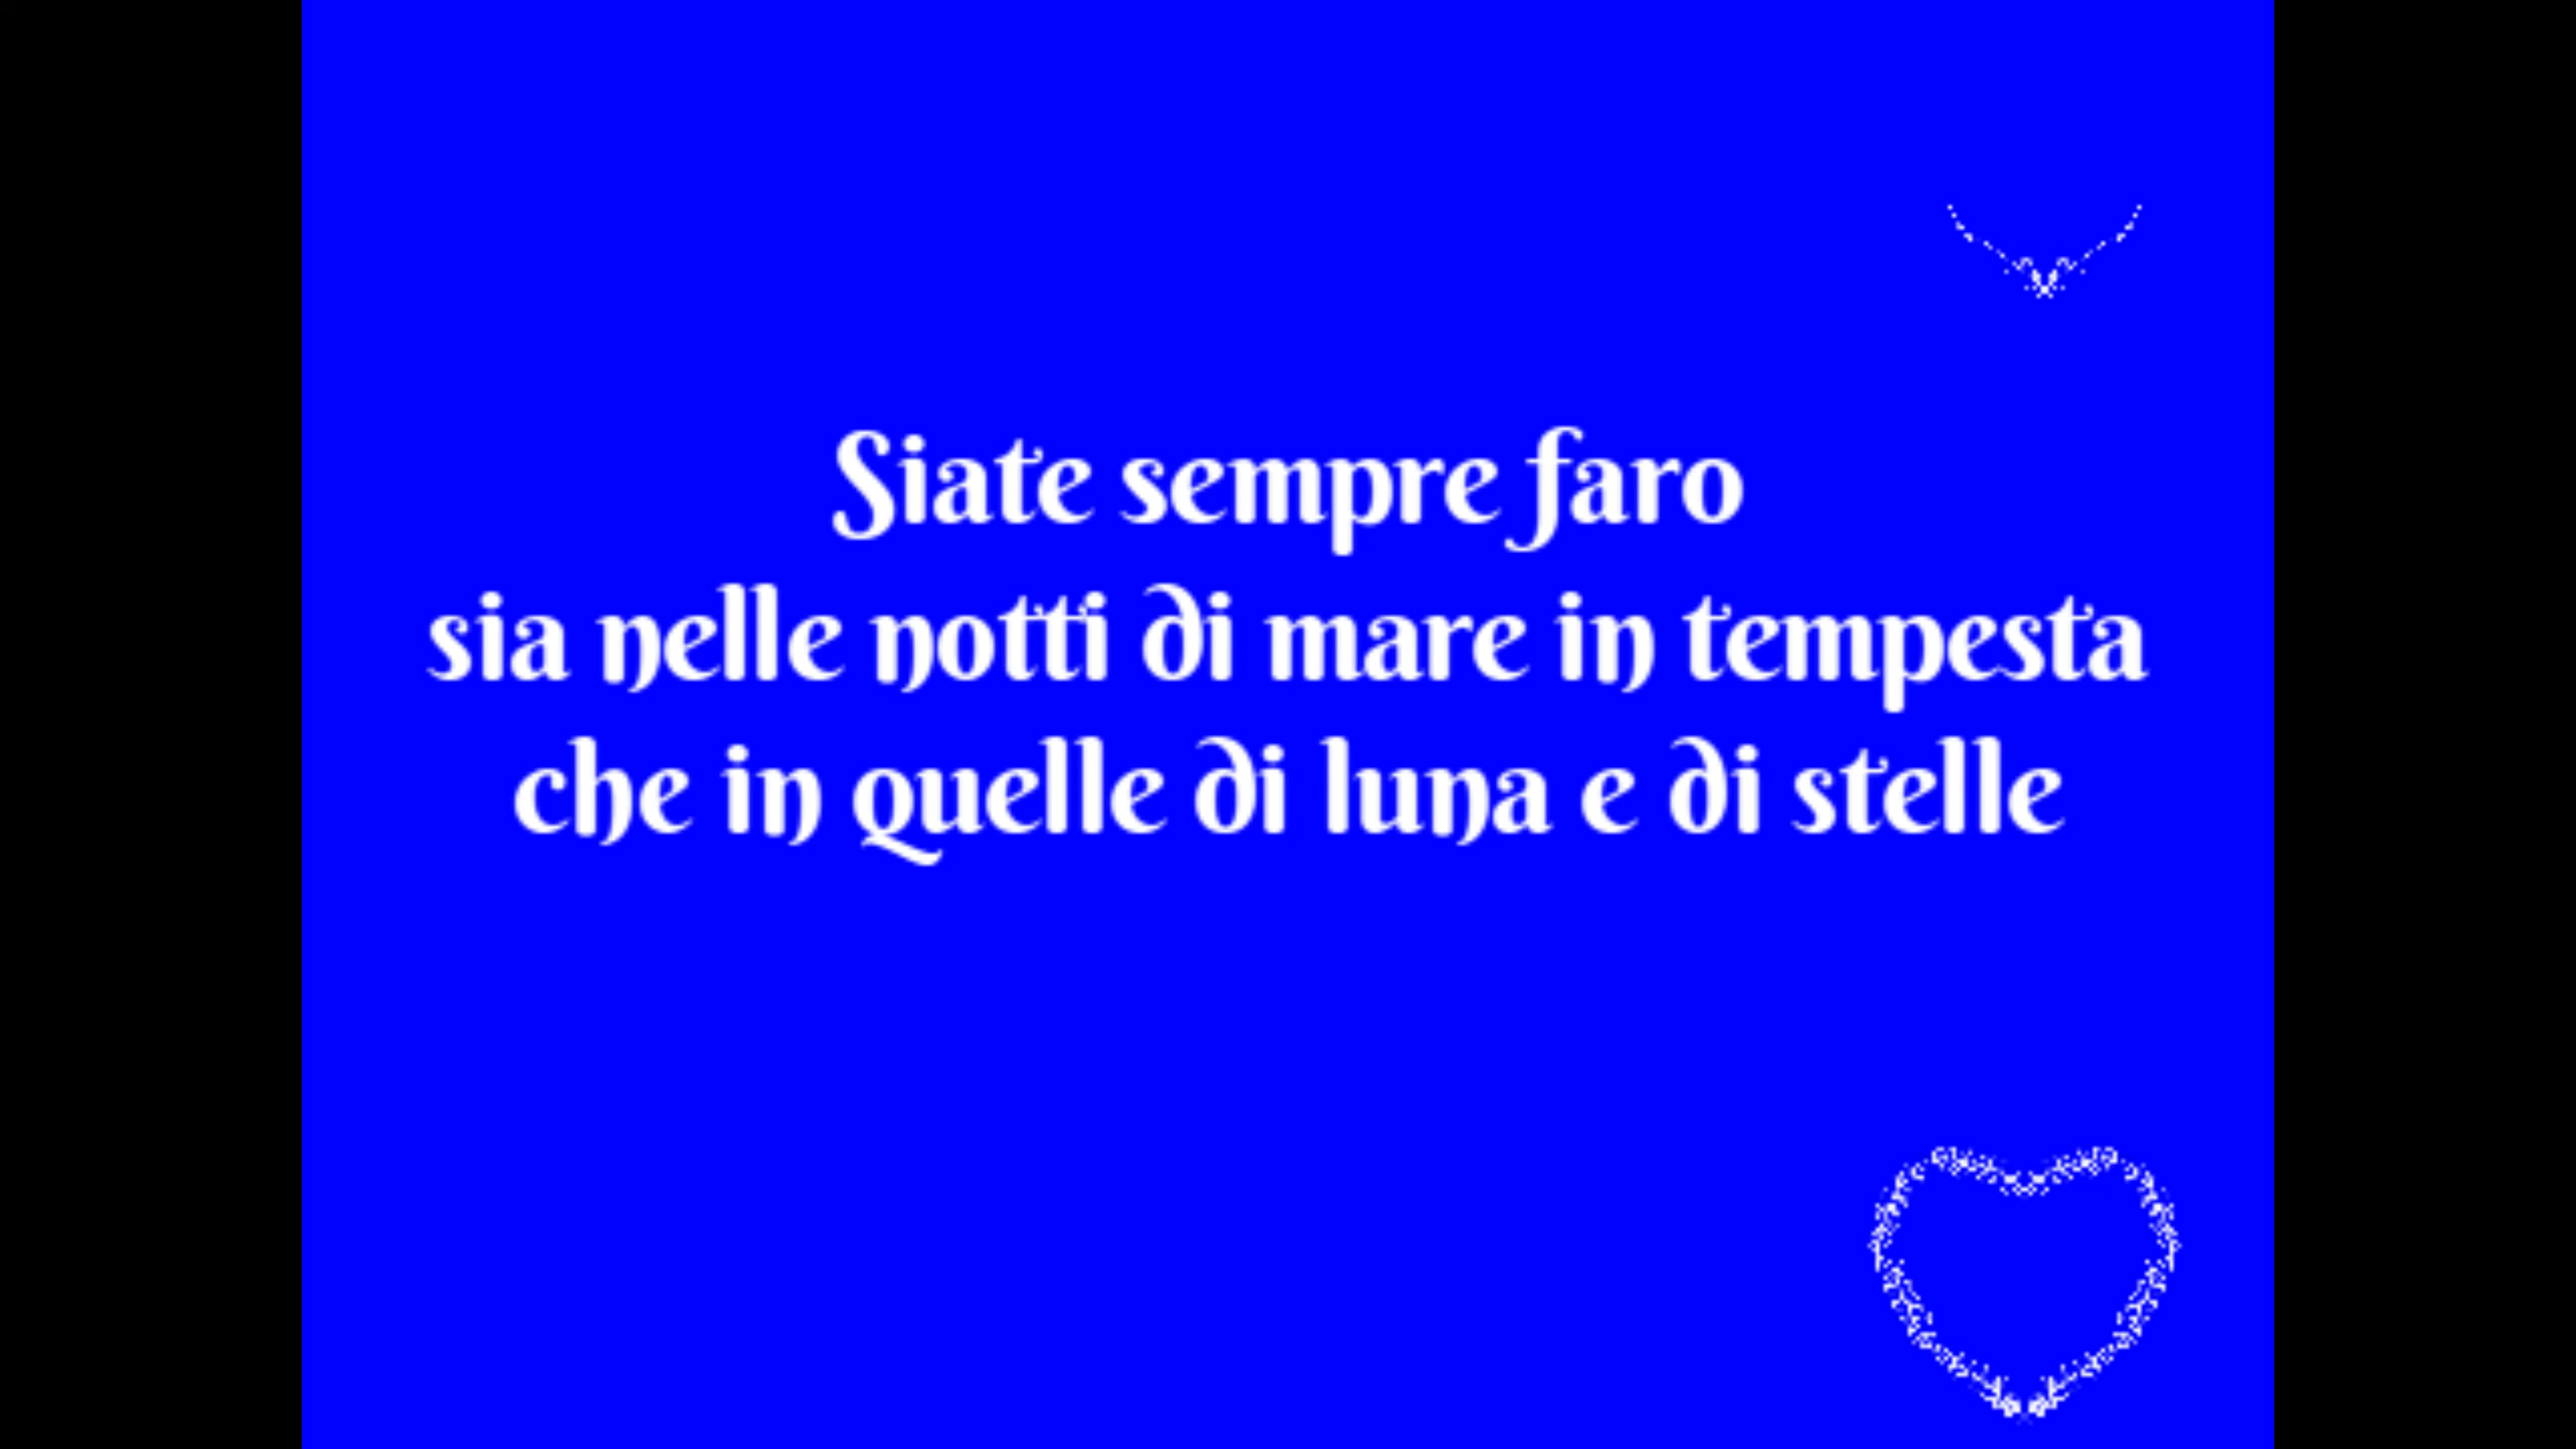 Siate sempre faro
sia nelle notti di mare in tempesta
che in quelle di luna e di stelle